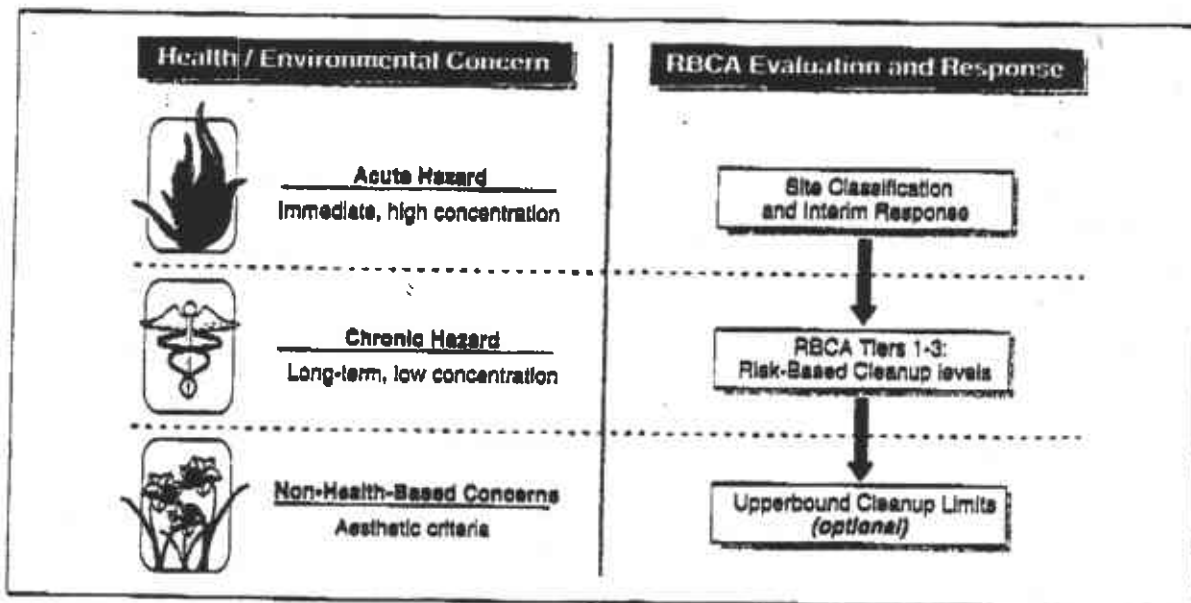 Health / Environmental Concern
RBCA Evaluation and Response
Acute Hazard
Immediate, high concentration
Site Classification
and Interim Response
Chronic Hazard
Long-term, low concentration
RBCA Tiers 1-3:
Risk-Based Cleanup levels
Non-Health-Based Concerns
Aesthetic criteria
Upperbound Cleanup Limits
(optional)